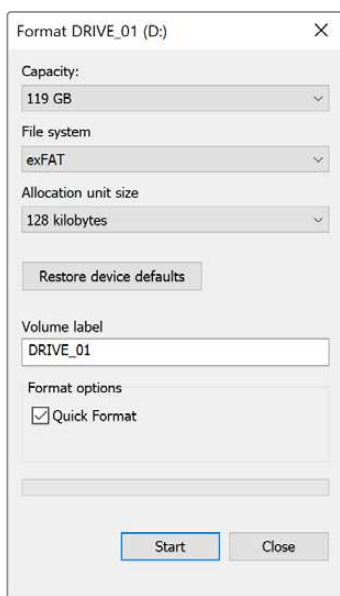 Format DRIVE_01 (D:)
Capacity:
119 GB
File system
exFAT
Allocation unit size
128 kilobytes
Restore device defaults
Volume label
DRIVE_01
Format options
Quick Format
Start Close